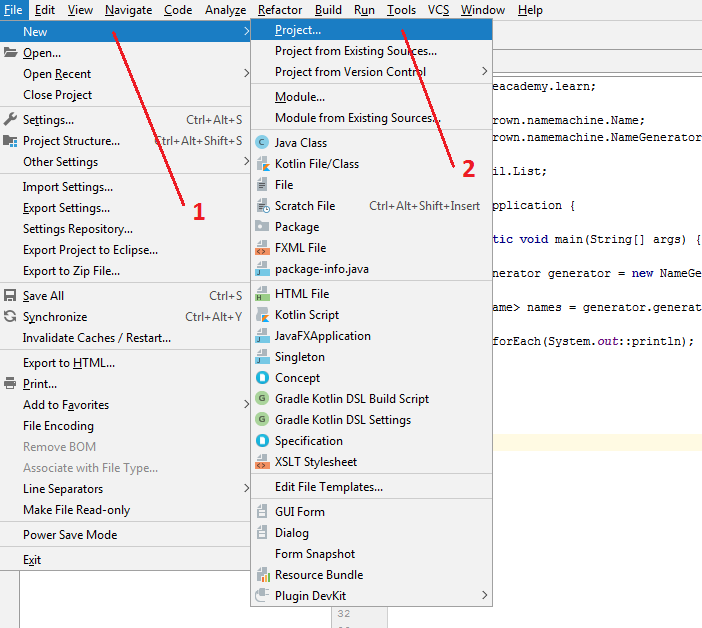 File Edit View Navigate Code Analyze Refactor Build Run Tools VCS Window Help
New
Open...
Open Recent
Close Project
Settings... Ctrl+Alt+S
Project Structure... Ctrl+Alt+Shift+S
Other Settings
Import Settings...
Export Settings...
Settings Repository...
Export Project to Eclipse...
Export to Zip File...
Save All Ctrl+S
Synchronize Ctrl+Alt+Y
Invalidate Caches / Restart...
Export to HTML...
Print...
Add to Favorites
File Encoding
Remove BOM
Associate with File Type...
Line Separators
Make File Read-only
Power Save Mode
Exit
1
Project...
Project from Existing Sources...
Project from Version Control
Module...
Module from Existing Sources...
Java Class
Kotlin File/Class
File
Scratch File Ctrl+Alt+Shift+Insert
Package
FXML File
package-info.java
HTML File
Kotlin Script
JavaFXApplication
Singleton
Concept
Gradle Kotlin DSL Build Script
Gradle Kotlin DSL Settings
Specification
XSLT Stylesheet
Edit File Templates...
GUI Form
Dialog
Form Snapshot
Resource Bundle
Plugin DevKit
2
eacademy.learn;
rown.namemachine.Name;
rown.namemachine.NameGenerator
il.List;
pplication {
tic void main(String[] args) {
nerator generator = new NameGe
ame> names = generator.generat
forEach(System.out::println);
32